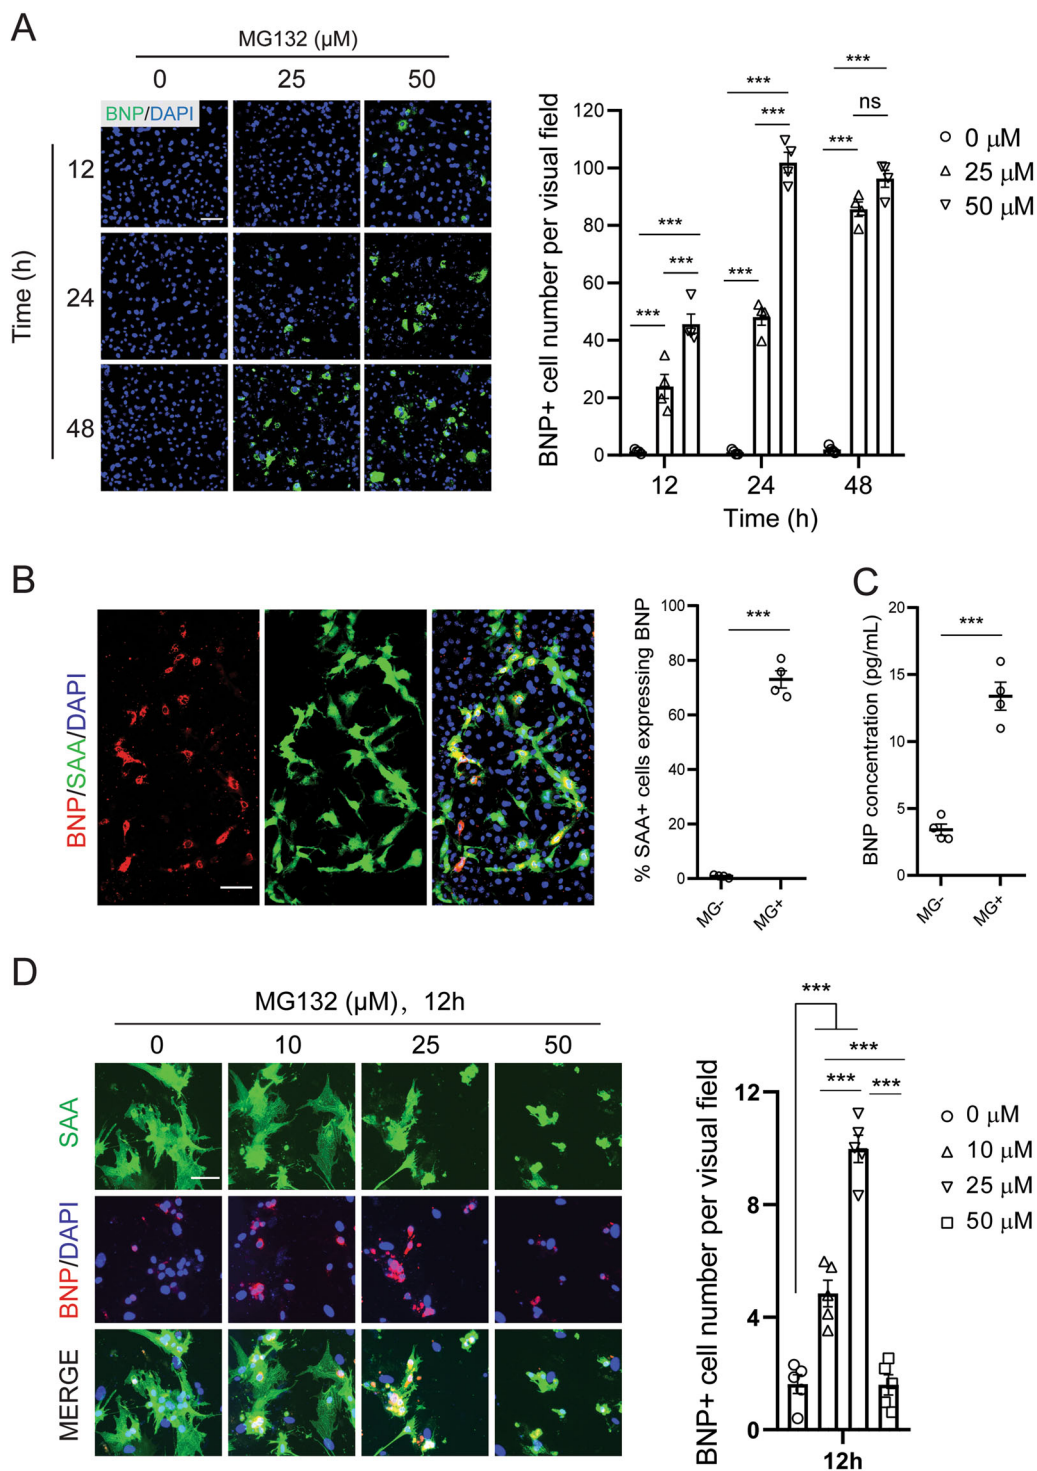 A
MG132 (μM)
0 25 50
BNP/DAPI
Time (h)
12
24
48
BNP+ cell number per visual field
120
100
80
60
40
20
0
*** *** ***
*** *** ***
*** *** ns
12 24 48
Time (h)
0 μM
25 μM
50 μM
B
BNP/SAA/DAPI
% SAA+ cells expressing BNP
100
80
60
40
20
0
***
MG- MG+
C
BNP concentration (pg/mL)
20
15
10
5
0
***
MG- MG+
D
MG132 (μM), 12h
0 10 25 50
SAA
BNP/DAPI
MERGE
BNP+ cell number per visual field
12
8
4
0
***
***
*** ***
12h
0 μM
10 μM
25 μM
50 μM